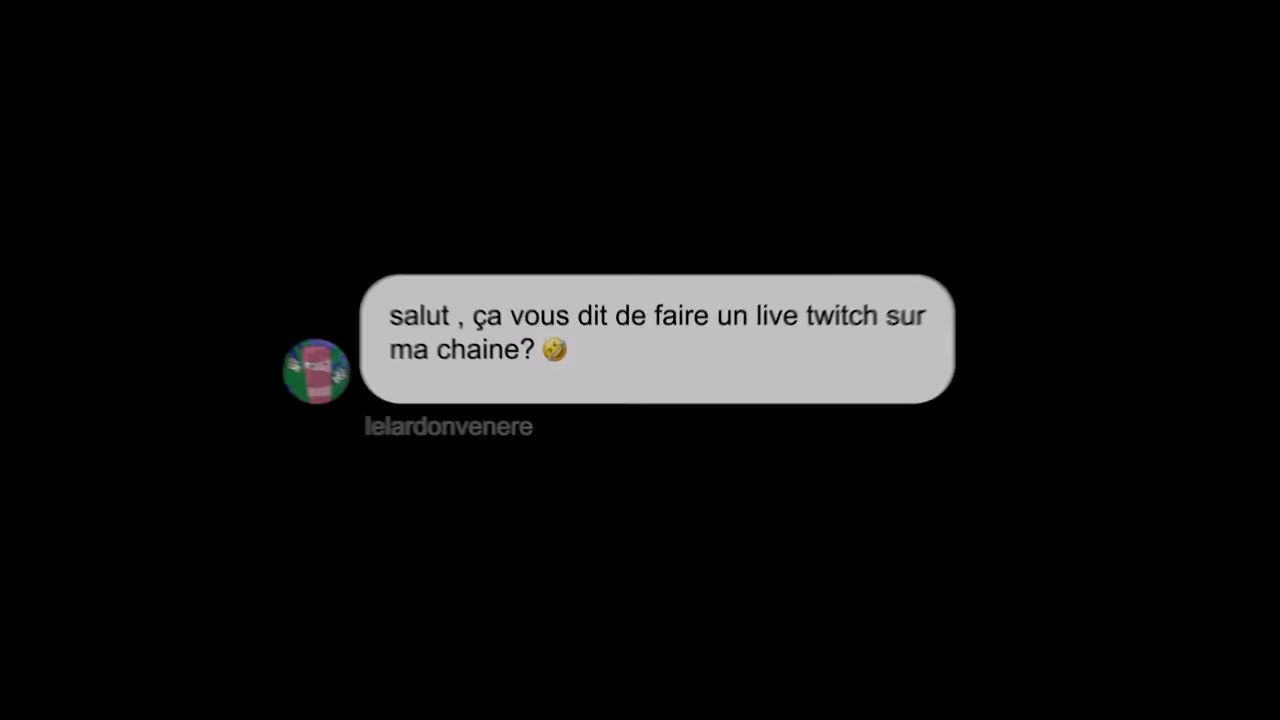 salut , ça vous dit de faire un live twitch sur
ma chaine? 🤣
lelardonvenere